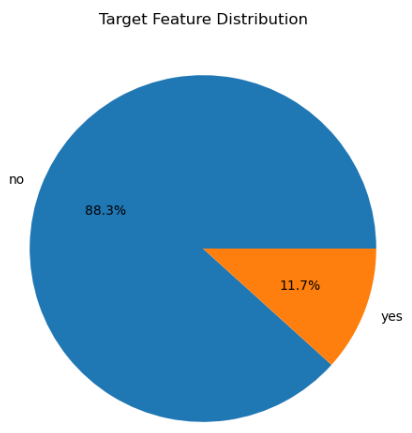 Target Feature Distribution
no
88.3%
11.7%
yes